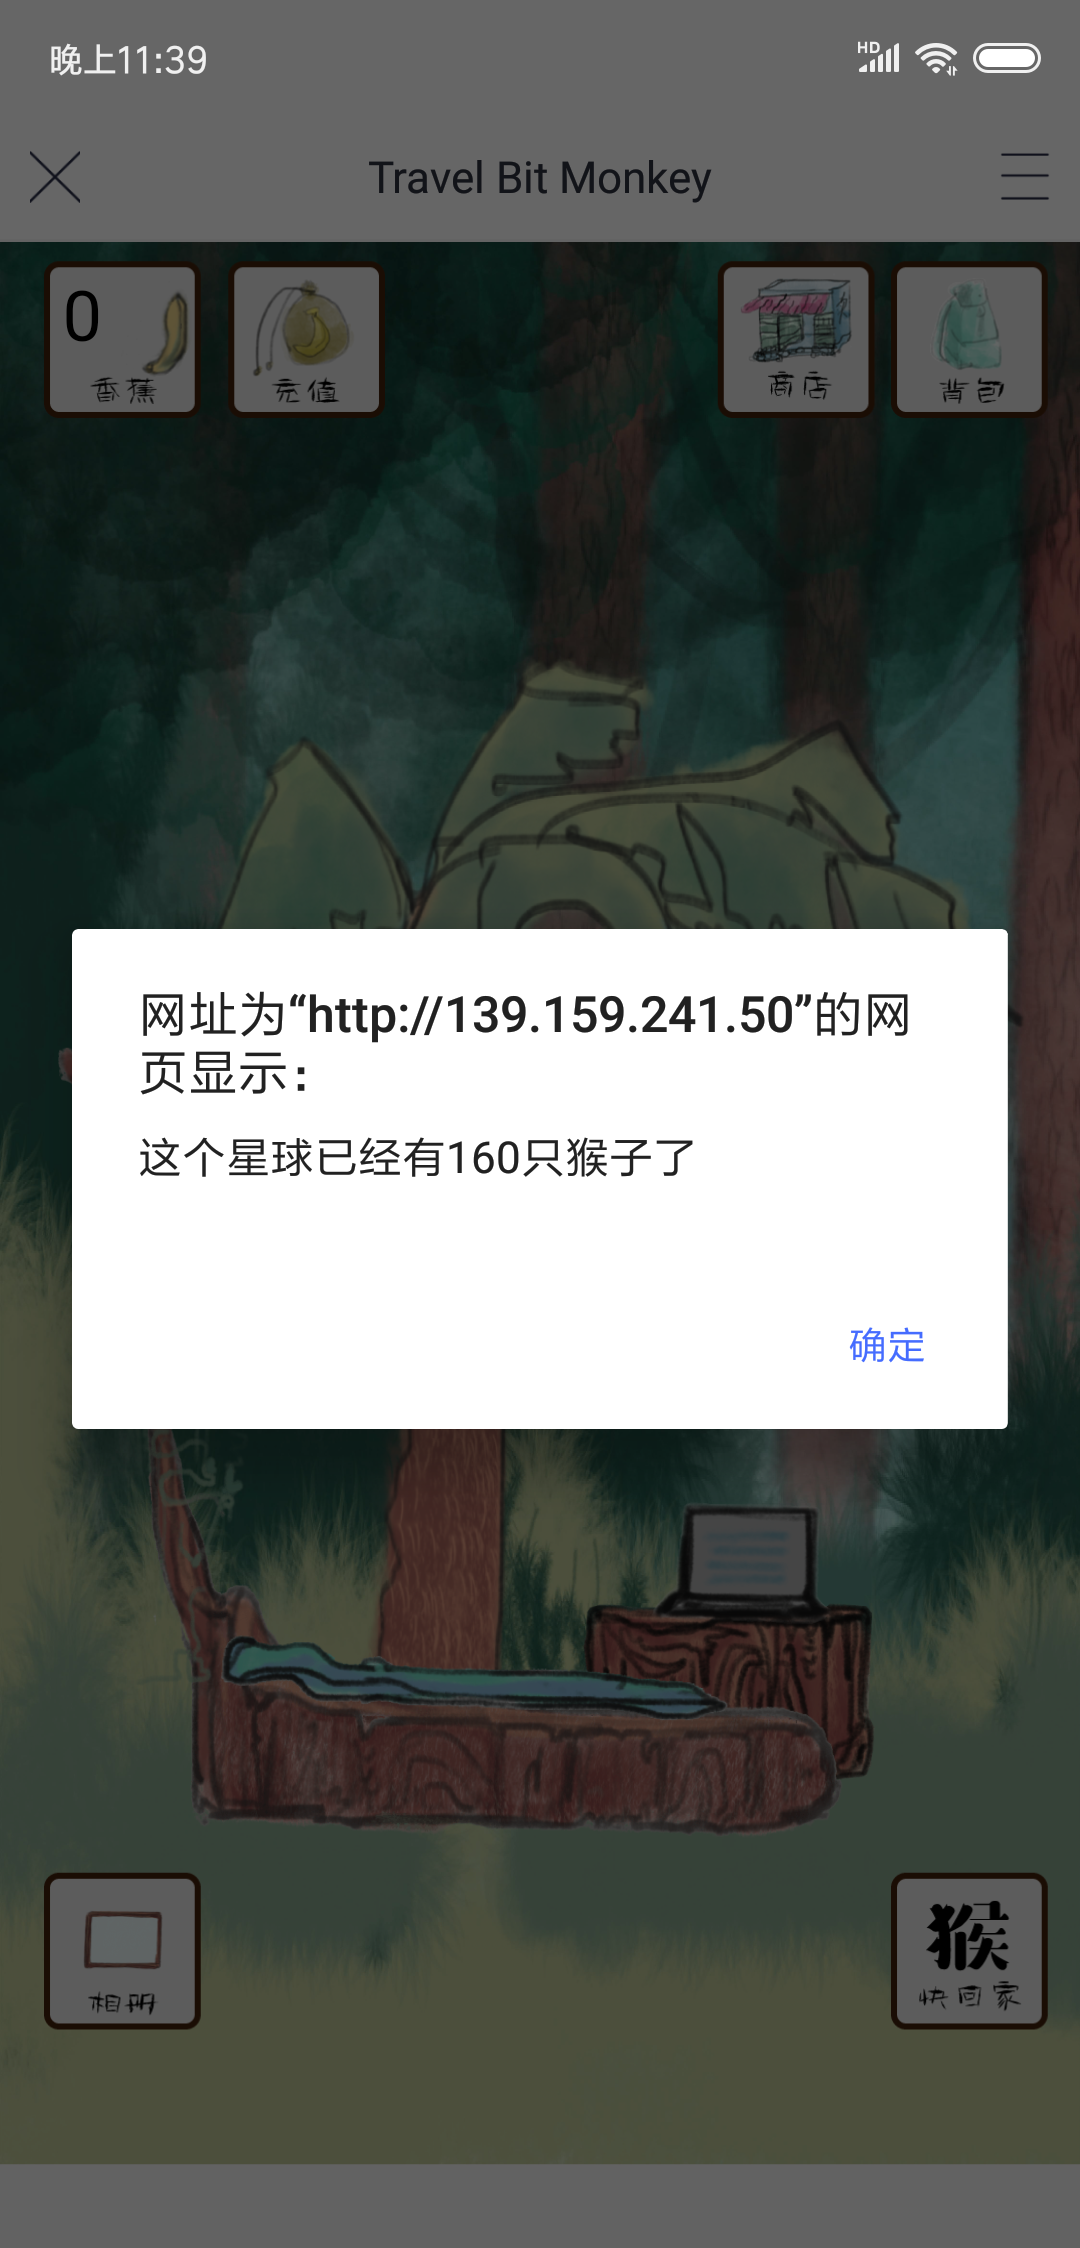 晚上11:39
HD
Travel Bit Monkey
0
香蕉
充值
商店
背包
网址为“http://139.159.241.50”的网
页显示：
这个星球已经有160只猴子了
确定
相册
猴
快回家